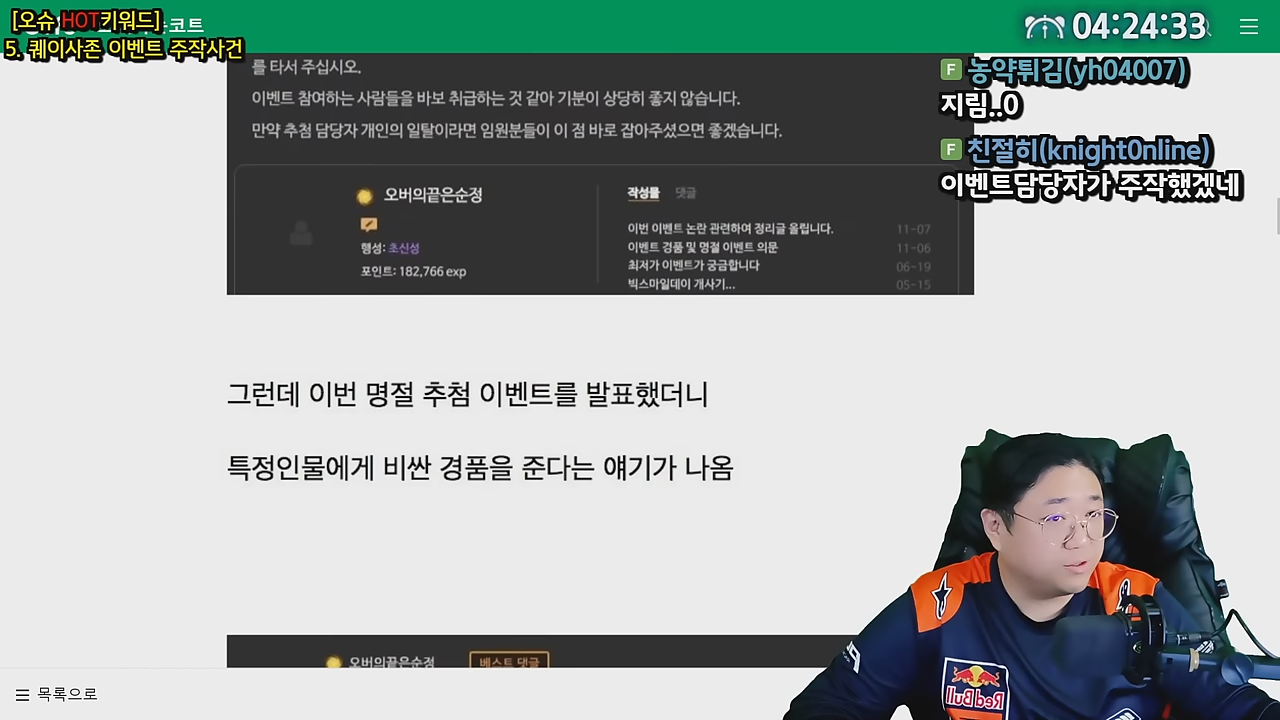 [오슈 HOT키워드]
코트
5. 퀘이사존 이벤트 주작사건
04:24:33
농약튀김(yh04007)
지림..0
친절히(knight0nline)
이벤트담당자가 주작했겠네
를 타서 주십시오.
이벤트 참여하는 사람들을 바보 취급하는 것 같아 기분이 상당히 좋지 않습니다.
만약 추첨 담당자 개인의 일탈이라면 임원분들이 이 점 바로 잡아주셨으면 좋겠습니다.
오버의끝은순정
행성: 초신성
포인트: 182,766 exp
작성물 댓글
이번 이벤트 논란 관련하여 정리글 올립니다. 11-07
이벤트 경품 및 명절 이벤트 의문 11-06
최저가 이벤트가 궁금합니다 06-19
빅스마일데이 개사기... 05-15
그런데 이번 명절 추첨 이벤트를 발표했더니
특정인물에게 비싼 경품을 준다는 얘기가 나옴
오버의끝은순정 베스트 댓글
목록으로
Red Bull